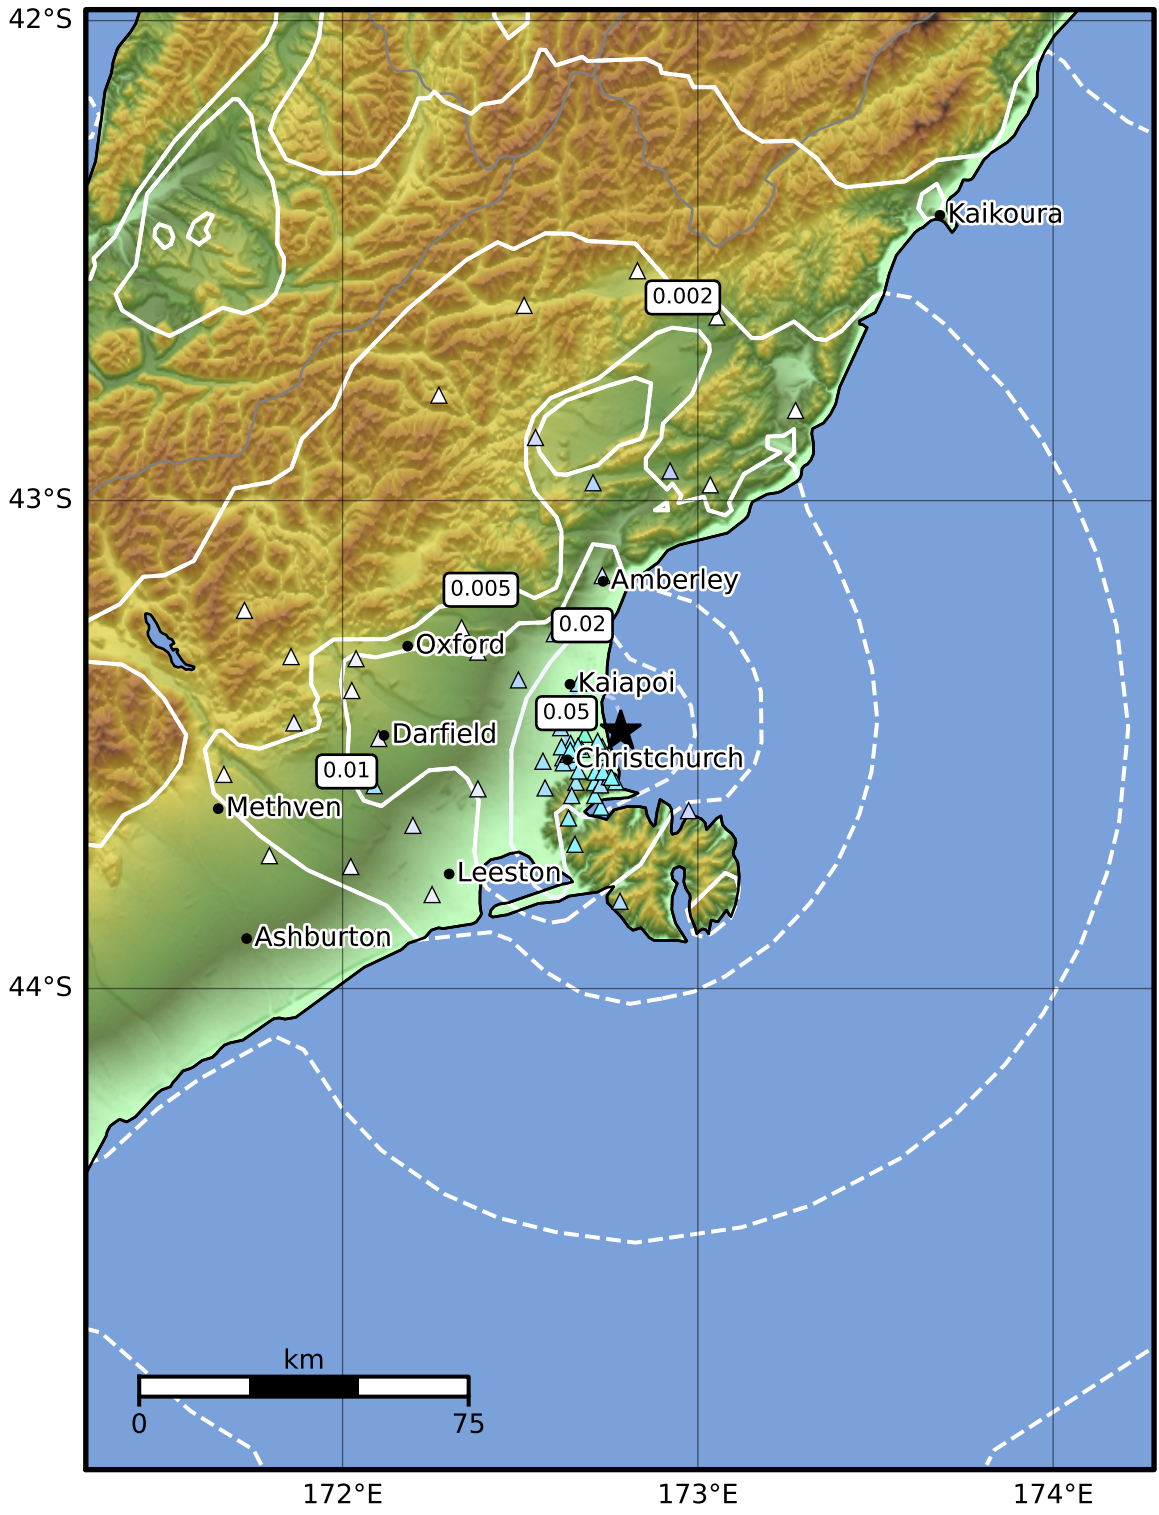 42°S
Kaikoura
0.002
43°S
Amberley
0.005
0.02
Oxford
Kaiapoi
0.05
Darfield
Christchurch
0.01
Methven
Leeston
Ashburton
44°S
km
0 75
172°E 173°E 174°E